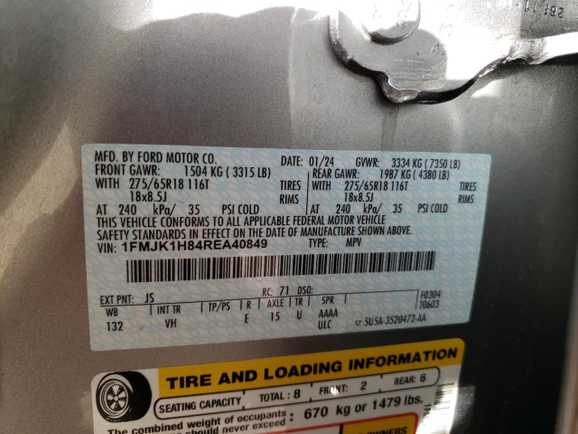 MFD. BY FORD MOTOR CO. DATE: 01/24 GVWR: 3334 KG ( 7350 LB)
FRONT GAWR: 1504 KG ( 3315 LB) REAR GAWR: 1987 KG ( 4380 LB)
WITH 275/65R18 116T TIRES WITH 275/65R18 116T TIRES
18x8.5J RIMS 18x8.5J RIMS
AT 240 kPa/ 35 PSI COLD AT 240 kPa/ 35 PSI COLD
THIS VEHICLE CONFORMS TO ALL APPLICABLE FEDERAL MOTOR VEHICLE
SAFETY STANDARDS IN EFFECT ON THE DATE OF MANUFACTURE SHOWN ABOVE.
VIN: 1FMJK1H84REA40849 TYPE: MPV
EXT PNT: JS RC: 71 DSO: F0304
WB INT TR TP/PS R AXLE TR SPR T0603
132 VH E 15 U AAAA
ULC ▽ SU5A-3520472-AA
TIRE AND LOADING INFORMATION
SEATING CAPACITY TOTAL : 8 FRONT: 2 REAR: 6
The combined weight of occupants
should never exceed 670 kg or 1479 lbs.